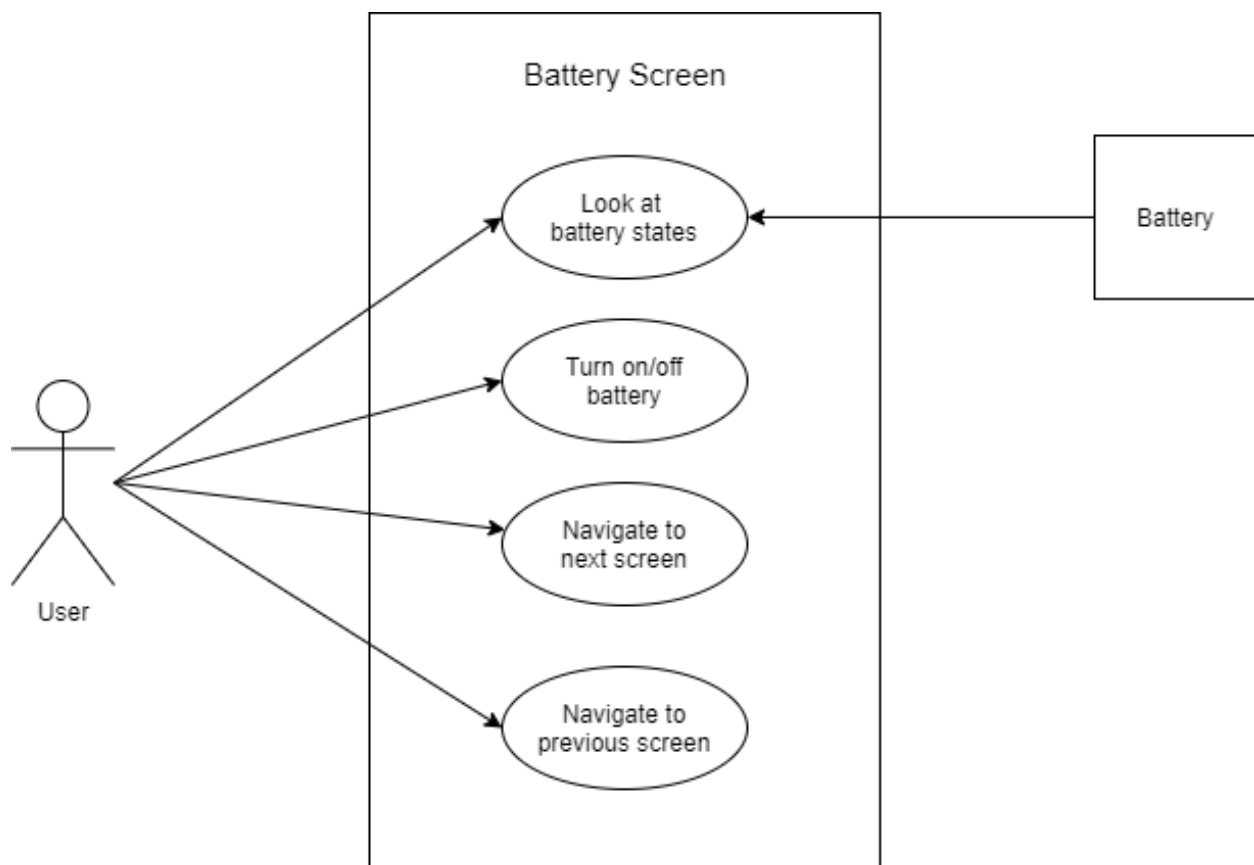 Battery Screen
Look at
battery states
Battery
Turn on/off
battery
Navigate to
next screen
User
Navigate to
previous screen